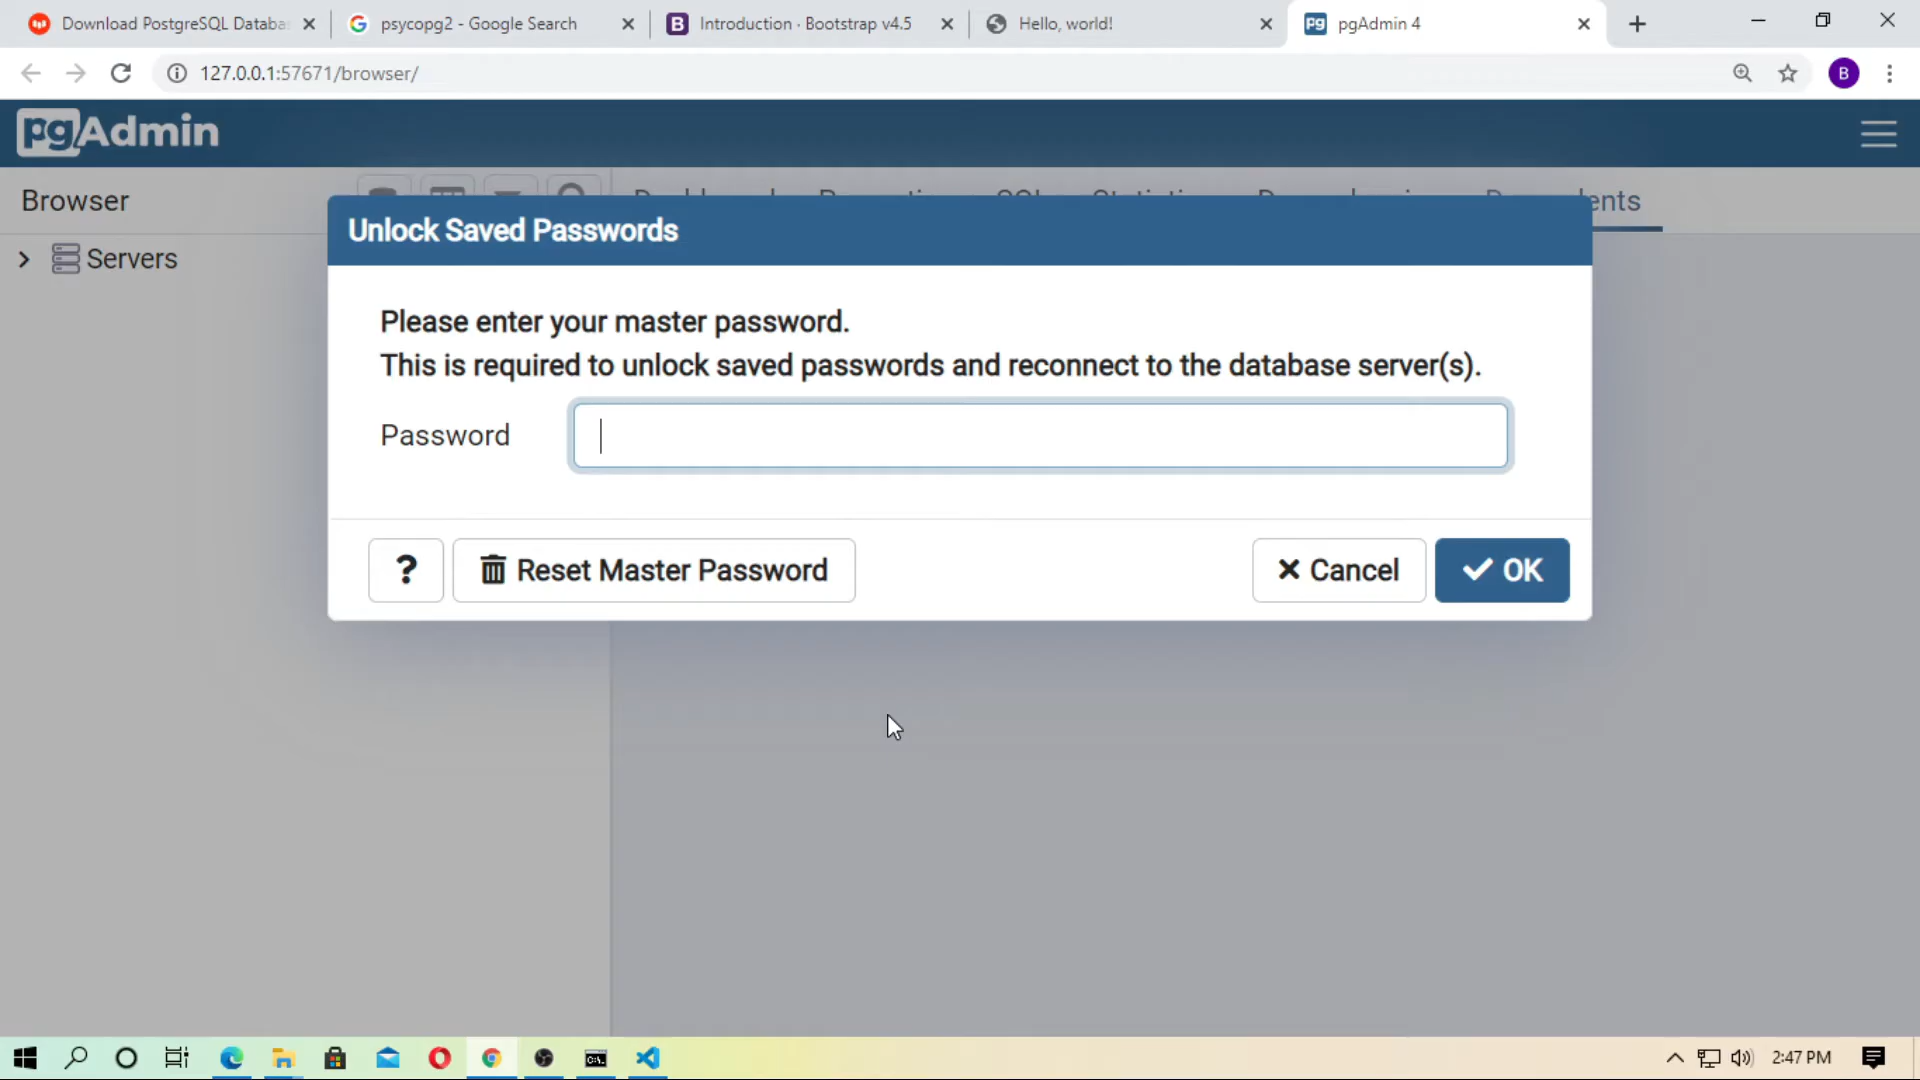 Download PostgreSQL Databa
psycopg2 - Google Search
B
Introduction · Bootstrap v4.5
Hello, world!
Pg
pgAdmin 4
127.0.0.1:57671/browser/
B
pgAdmin
Browser
ents
Servers
Unlock Saved Passwords
Please enter your master password.
This is required to unlock saved passwords and reconnect to the database server(s).
Password
?
Reset Master Password
Cancel
OK
2:47 PM